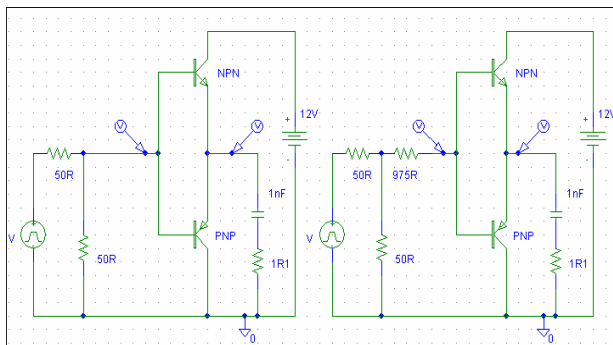 NPN
12V
+
-
V
V
50R
1nF
V
50R
PNP
1R1
0
NPN
12V
+
-
V
V
50R
975R
1nF
V
50R
PNP
1R1
0